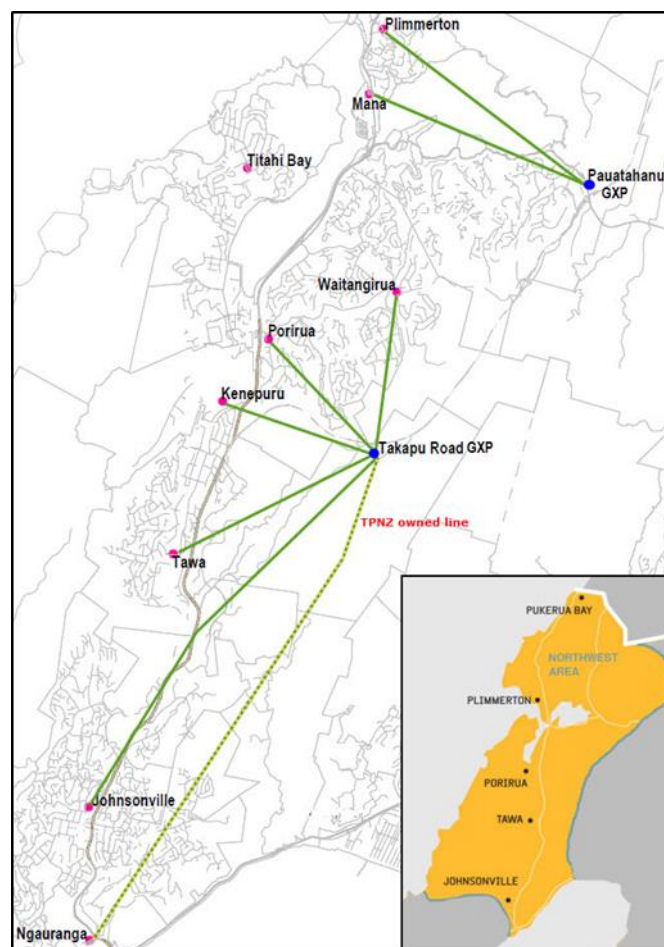 Plimmerton
Mana
Titahi Bay
Pauatahanui
GXP
Waitangirua
Porirua
Kenepuru
Takapu Road GXP
TPNZ owned line
Tawa
Johnsonville
Ngauranga
PUKERUA BAY
NORTHWEST
AREA
PLIMMERTON
PORIRUA
TAWA
JOHNSONVILLE